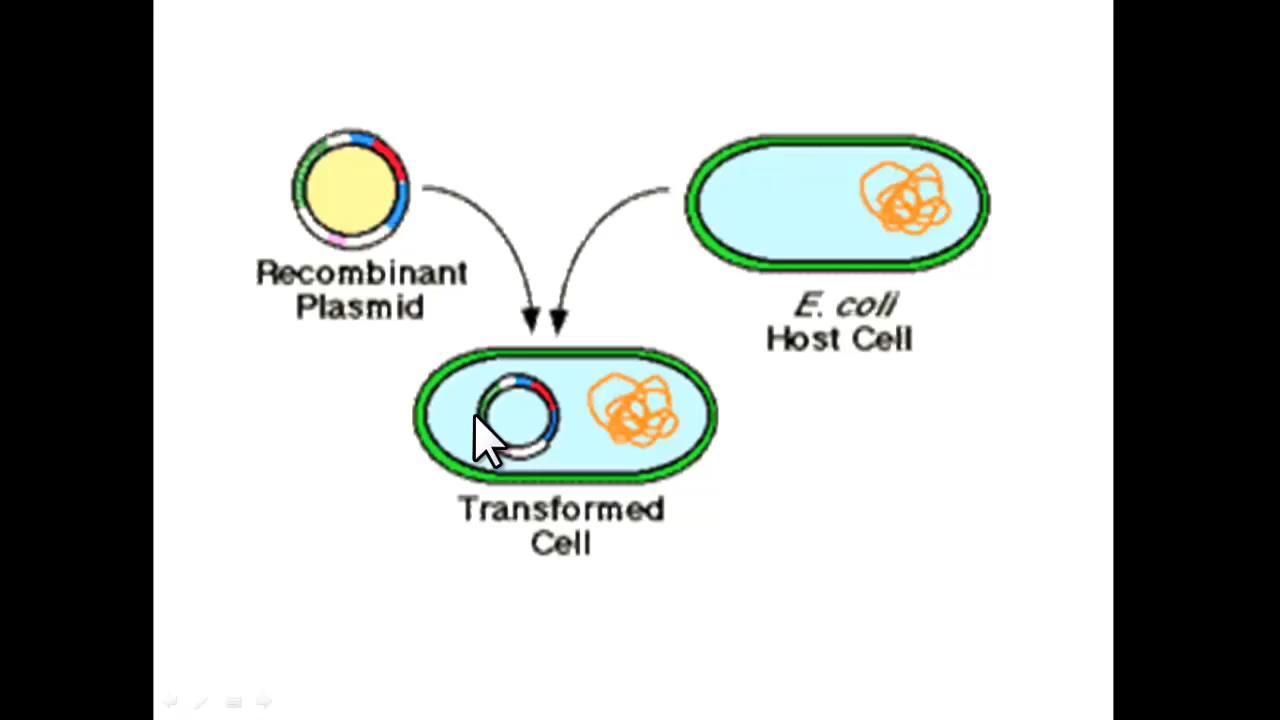 Recombinant
Plasmid
E. coli
Host Cell
Transformed
Cell